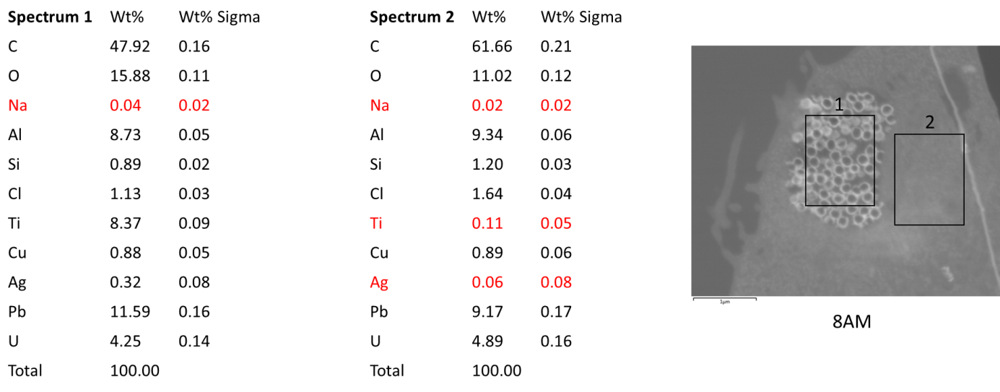 Spectrum 1 Wt% Wt% Sigma
C 47.92 0.16
O 15.88 0.11
Na 0.04 0.02
Al 8.73 0.05
Si 0.89 0.02
Cl 1.13 0.03
Ti 8.37 0.09
Cu 0.88 0.05
Ag 0.32 0.08
Pb 11.59 0.16
U 4.25 0.14
Total 100.00
Spectrum 2 Wt% Wt% Sigma
C 61.66 0.21
O 11.02 0.12
Na 0.02 0.02
Al 9.34 0.06
Si 1.20 0.03
Cl 1.64 0.04
Ti 0.11 0.05
Cu 0.89 0.06
Ag 0.06 0.08
Pb 9.17 0.17
U 4.89 0.16
Total 100.00
1
2
1µm
8AM